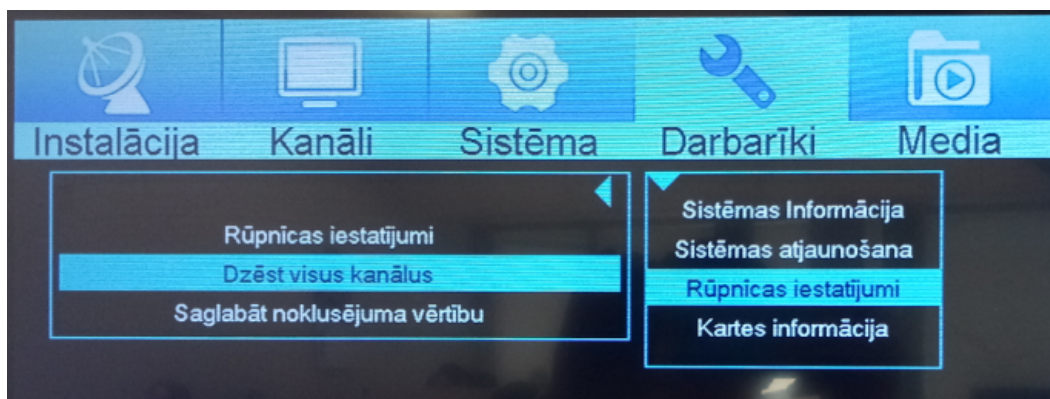 Instalācija Kanāli Sistēma Darbarīki Media
Rūpnīcas iestatījumi
Dzēst visus kanālus
Saglabāt noklusējuma vērtību
Sistēmas Informācija
Sistēmas atjaunošana
Rūpnīcas iestatījumi
Kartes informācija